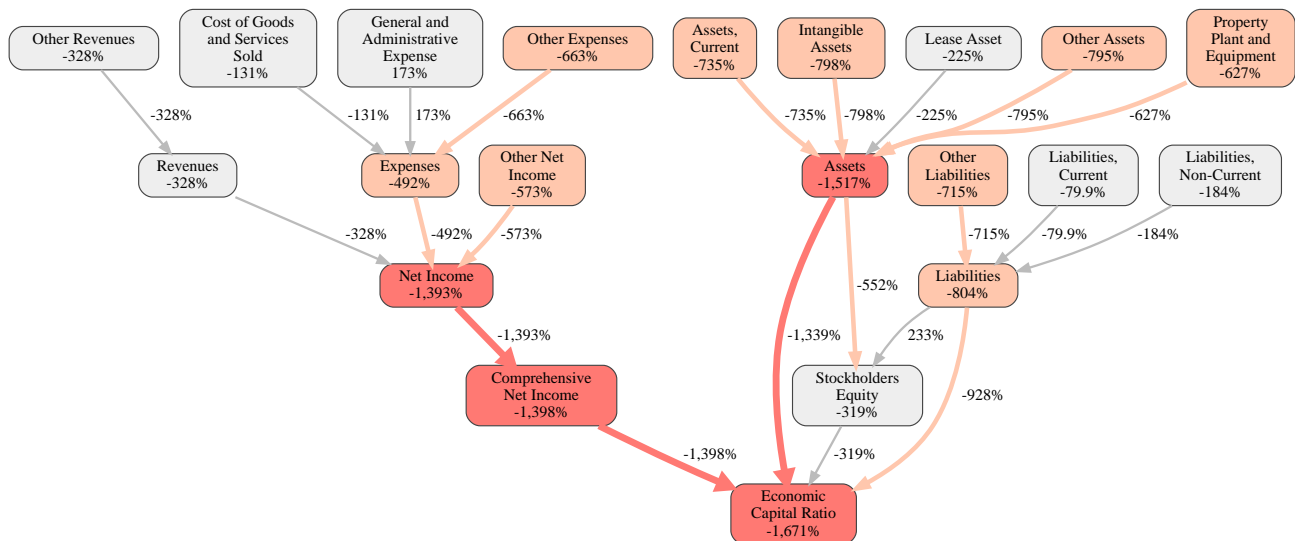 Other Revenues
-328%
Cost of Goods
and Services
Sold
-131%
General and
Administrative
Expense
173%
Other Expenses
-663%
Assets,
Current
-735%
Intangible
Assets
-798%
Lease Asset
-225%
Other Assets
-795%
Property
Plant and
Equipment
-627%
-328%
-131%
173%
-663%
-735%
-798%
-225%
-795%
-627%
Revenues
-328%
Expenses
-492%
Other Net
Income
-573%
Assets
-1,517%
Other
Liabilities
-715%
Liabilities,
Current
-79.9%
Liabilities,
Non-Current
-184%
-328%
-492%
-573%
-715%
-79.9%
-184%
Net Income
-1,393%
-552%
Liabilities
-804%
-1,393%
-1,339%
233%
-928%
Comprehensive
Net Income
-1,398%
Stockholders
Equity
-319%
-1,398%
-319%
Economic
Capital Ratio
-1,671%